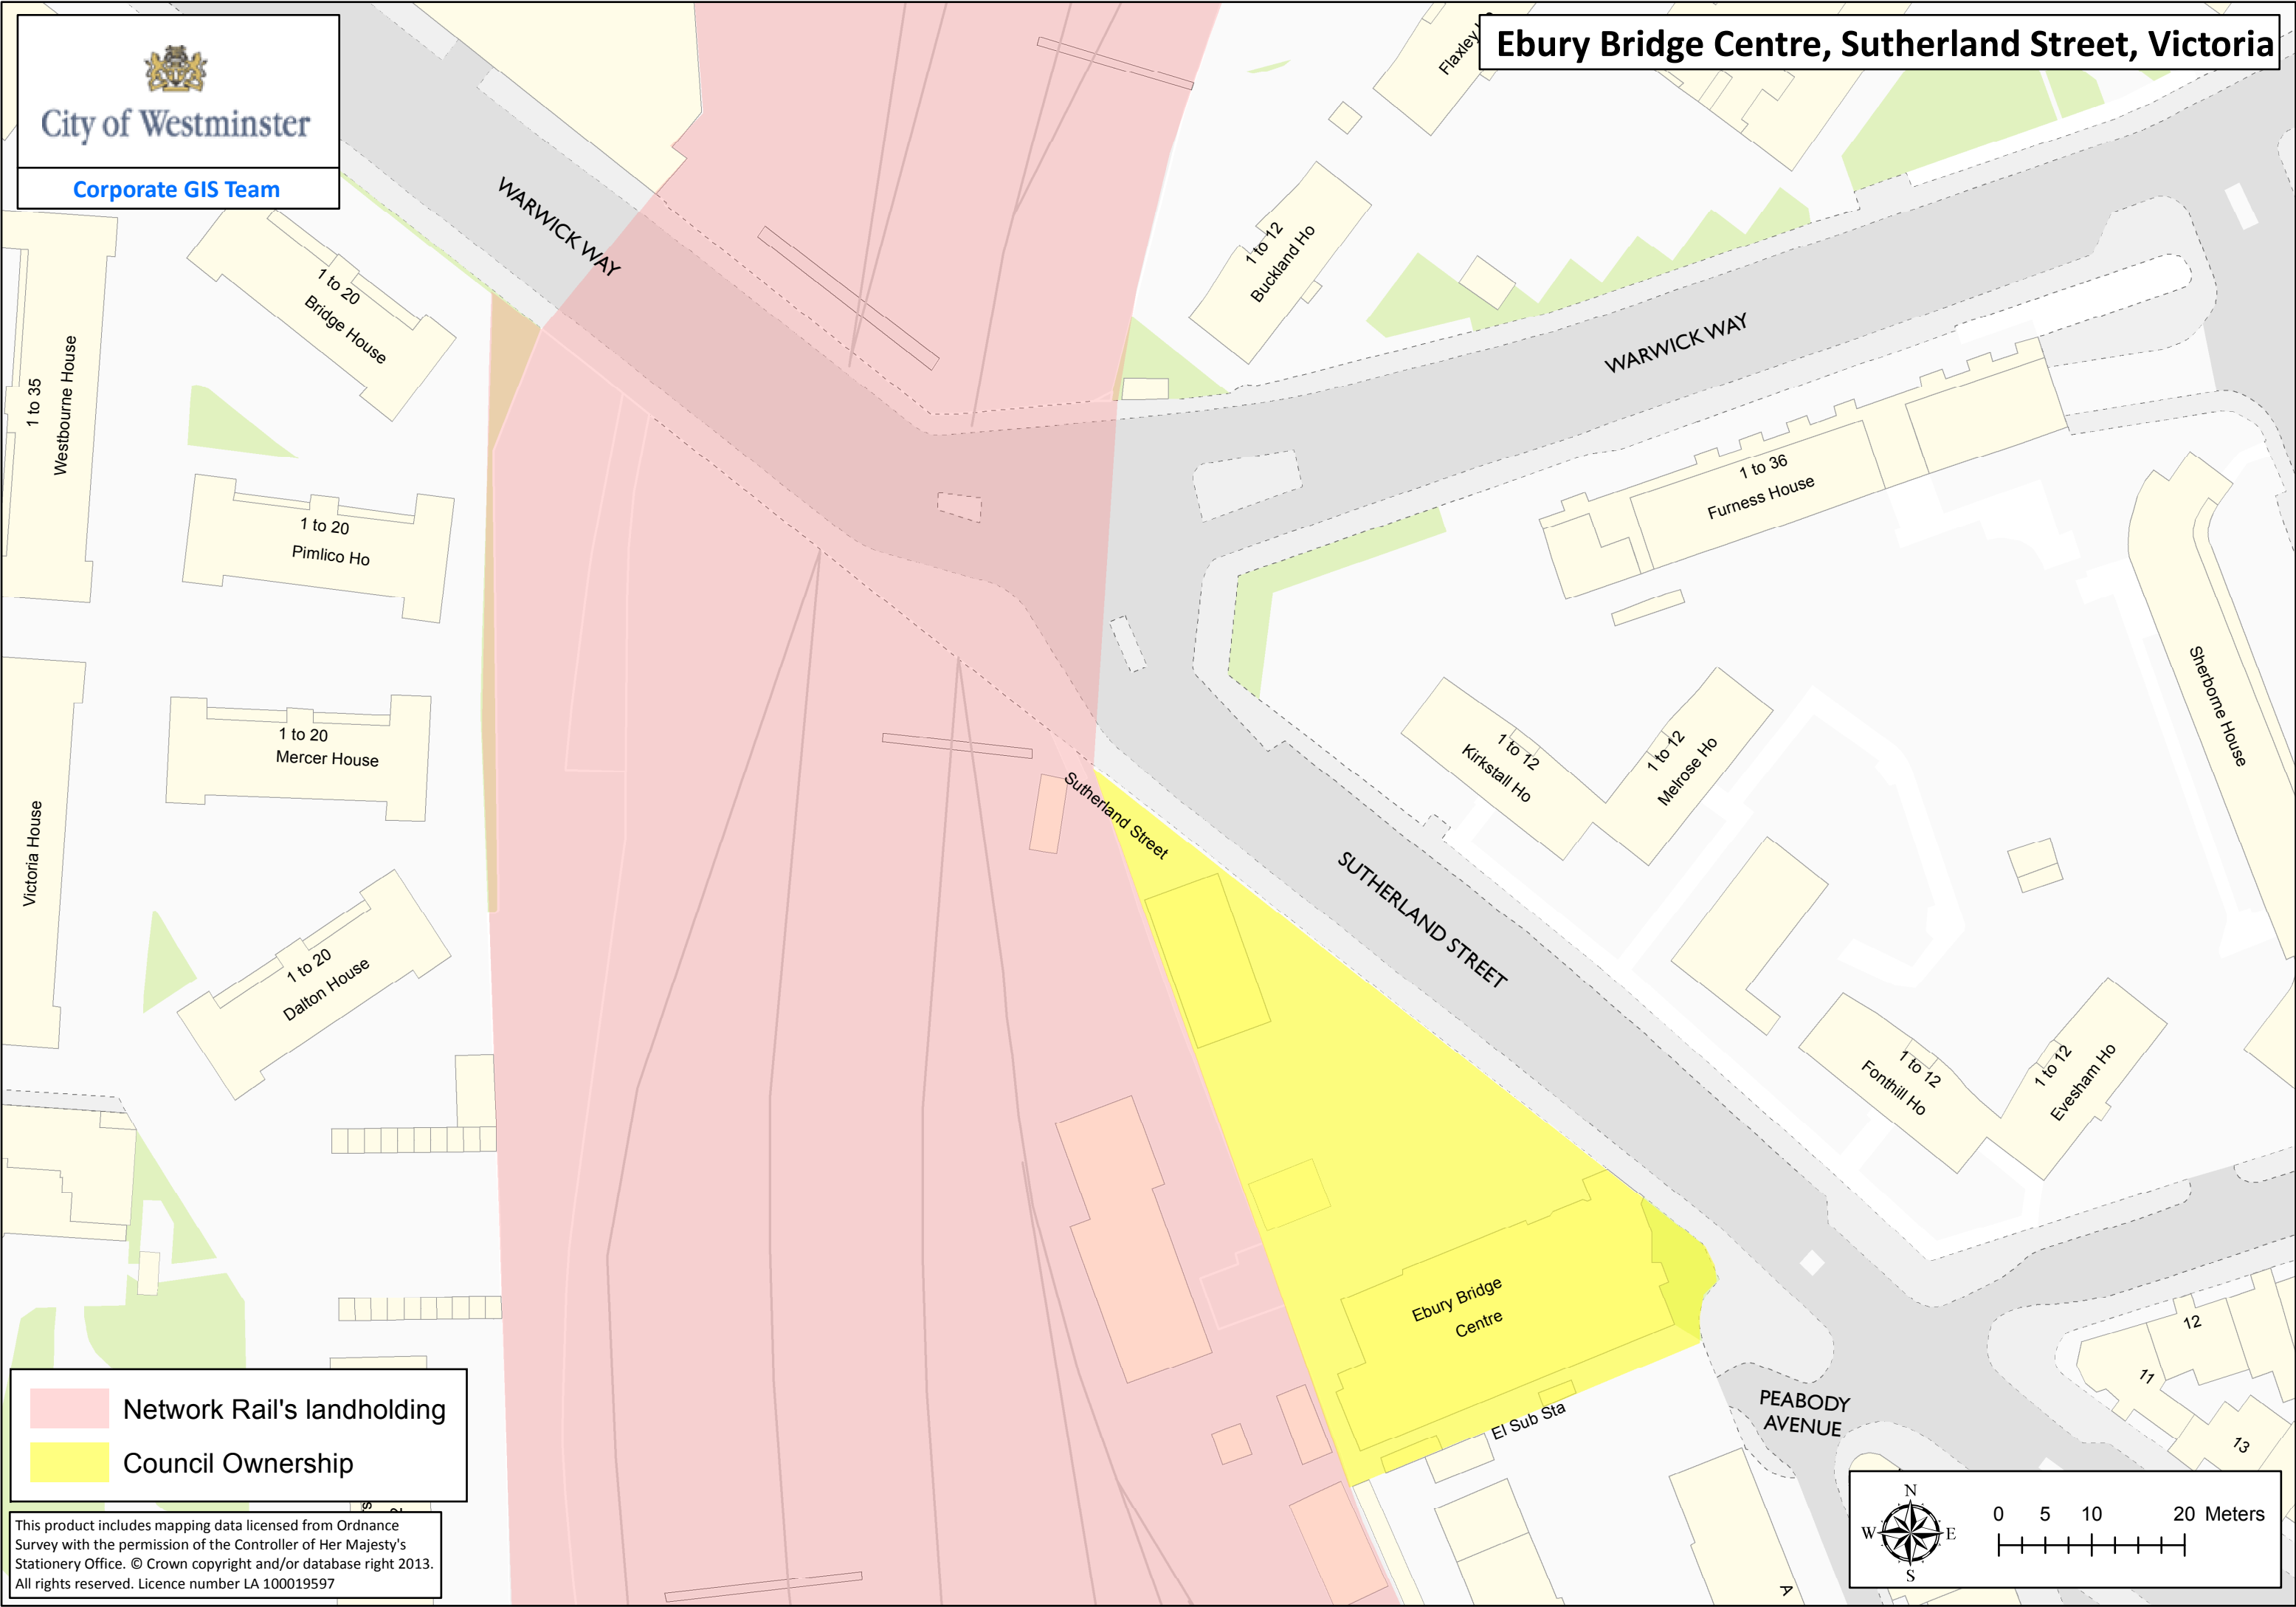 Ebury Bridge Centre, Sutherland Street, Victoria
City of Westminster
Corporate GIS Team
Flaxley
WARWICK WAY
1 to 12
Buckland Ho
1 to 20
Bridge House
1 to 35
Westbourne House
WARWICK WAY
1 to 36
Furness House
1 to 20
Pimlico Ho
Sherborne House
1 to 20
Mercer House
1 to 12
Kirkstall Ho
1 to 12
Melrose Ho
Sutherland Street
Victoria House
SUTHERLAND STREET
1 to 20
Dalton House
1 to 12
Fonthill Ho
1 to 12
Evesham Ho
Ebury Bridge
Centre
12
11
13
PEABODY
AVENUE
El Sub Sta
A
Network Rail's landholding
Council Ownership
This product includes mapping data licensed from Ordnance
Survey with the permission of the Controller of Her Majesty's
Stationery Office. © Crown copyright and/or database right 2013.
All rights reserved. Licence number LA 100019597
N
W E
S
0 5 10 20 Meters